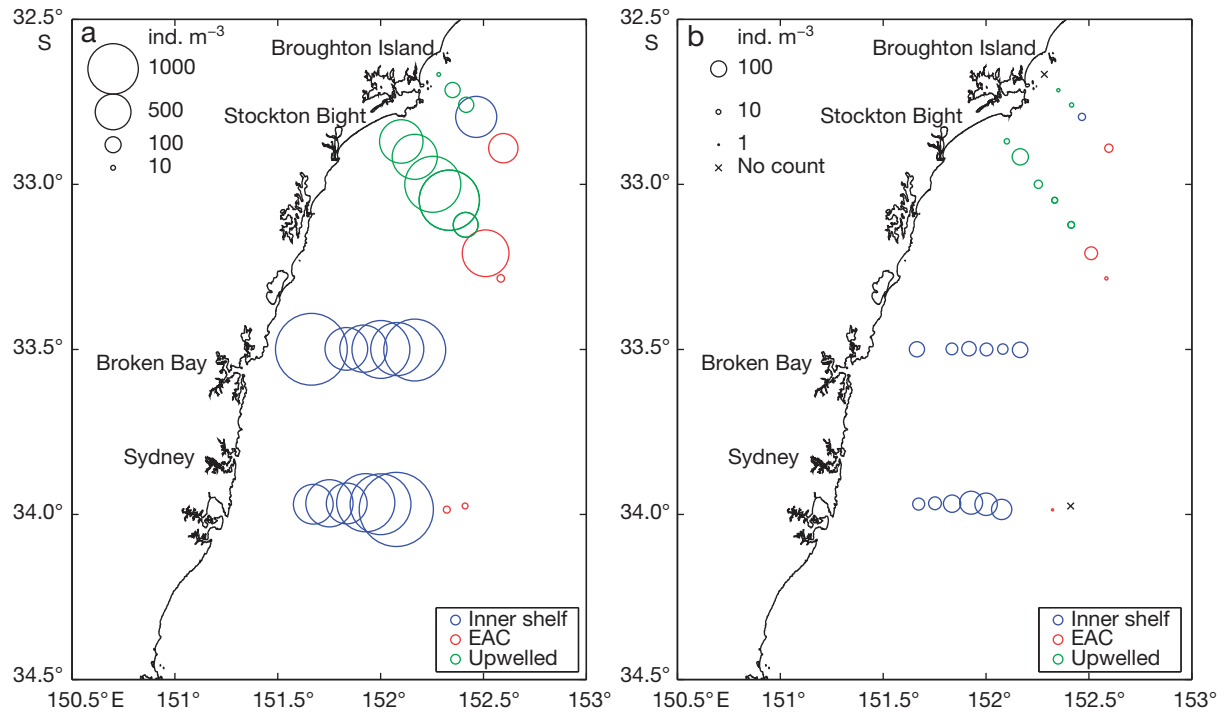 32.5°
S
33.0°
33.5°
34.0°
34.5°
150.5° E
151°
151.5°
152°
152.5°
153°
a
ind. m⁻³
1000
500
100
10
Broughton Island
Stockton Bight
Broken Bay
Sydney
Inner shelf
EAC
Upwelled
32.5°
S
33.0°
33.5°
34.0°
34.5°
150.5° E
151°
151.5°
152°
152.5°
153°
b
ind. m⁻³
100
10
1
No count
Broughton Island
Stockton Bight
Broken Bay
Sydney
Inner shelf
EAC
Upwelled